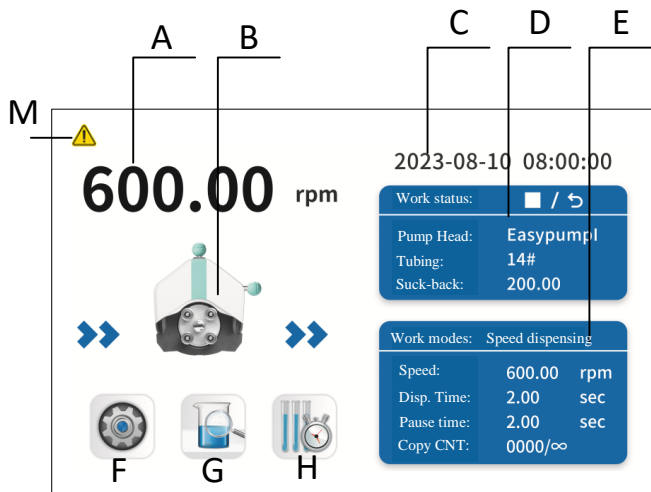 A B C D E
M
2023-08-10 08:00:00
600.00 rpm
Work status: /
Pump Head: EasypumpI
Tubing: 14#
Suck-back: 200.00
Work modes: Speed dispensing
Speed: 600.00 rpm
Disp. Time: 2.00 sec
Pause time: 2.00 sec
Copy CNT: 0000/∞
F G H